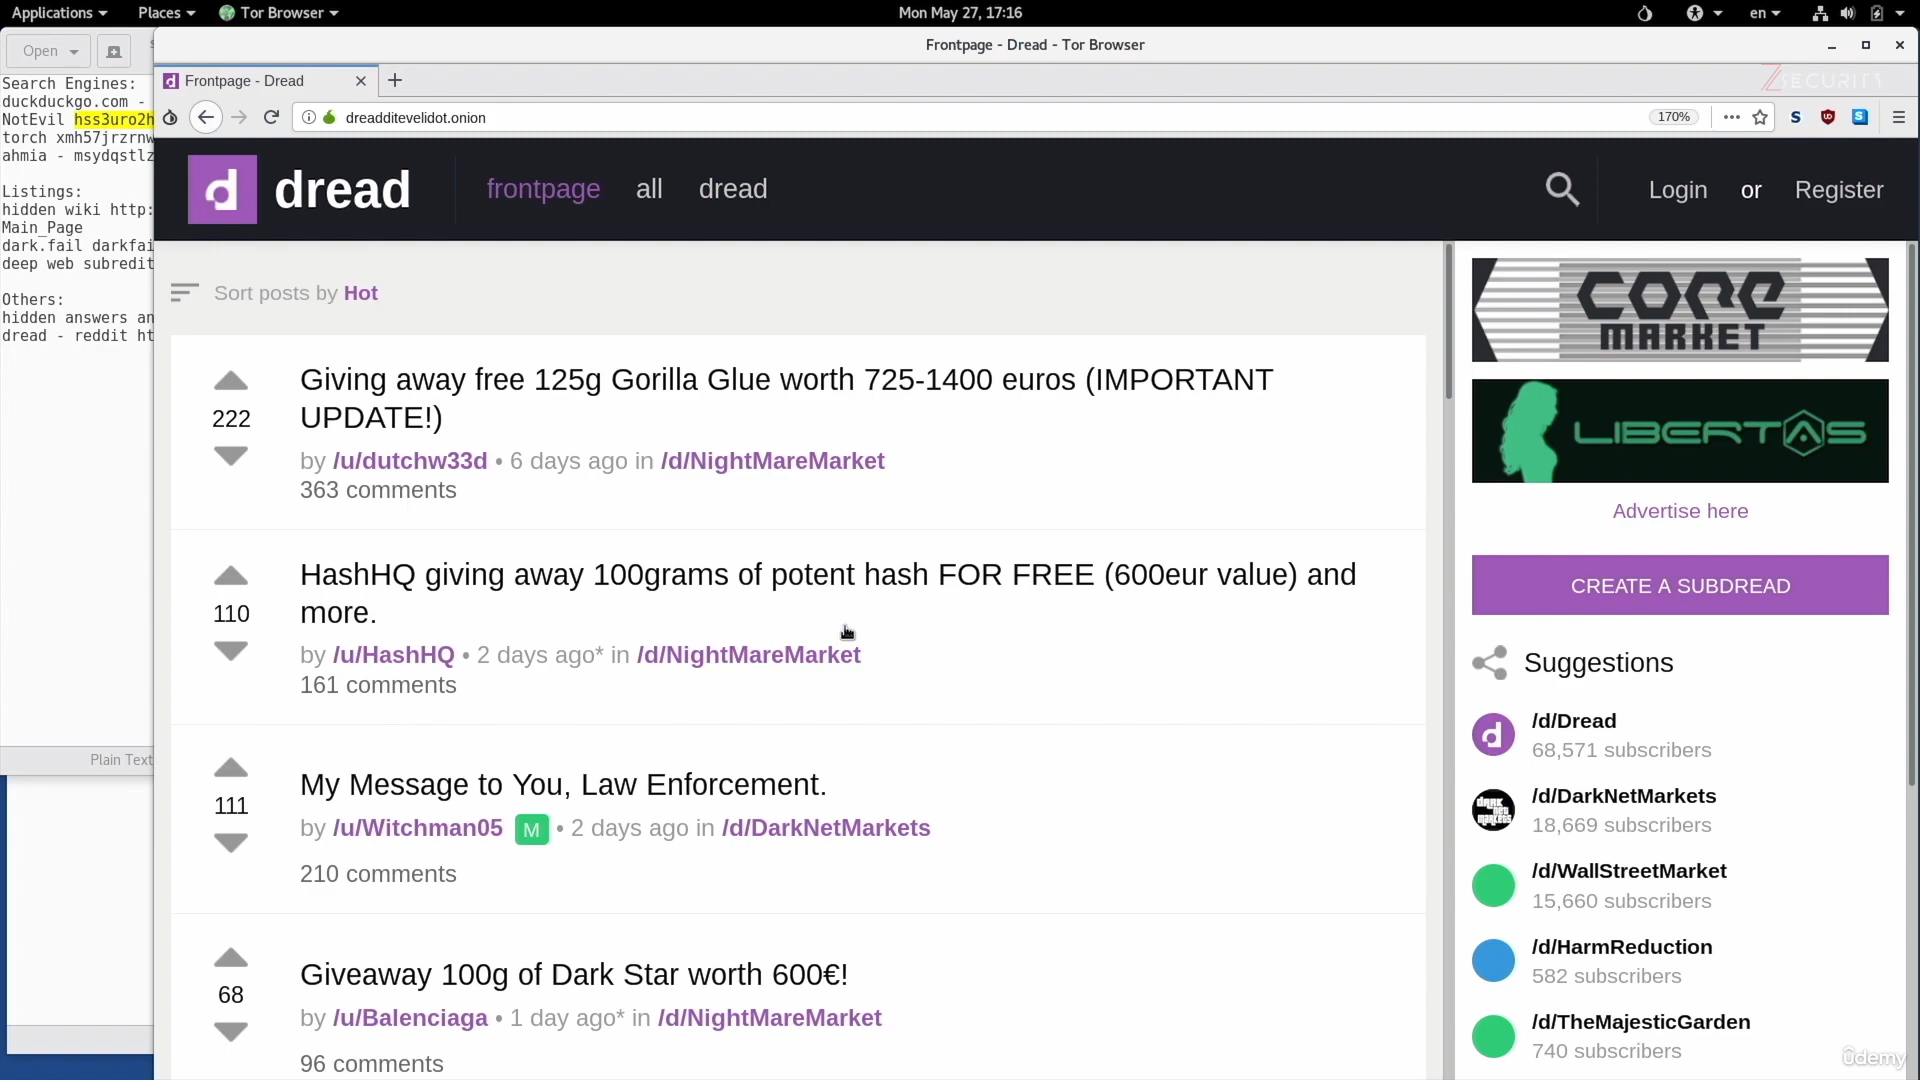 Applications Places Tor Browser Mon May 27, 17:16 en
Frontpage - Dread - Tor Browser
Open
Search Engines:
duckduckgo.com -
NotEvil hss3uro2h
torch xmh57jrzrnw
ahmia - msydqstlz
Listings:
hidden wiki http:
Main_Page
dark.fail darkfai
deep web subredit
Others:
hidden answers an
dread - reddit ht
Plain Text
Frontpage - Dread
ZSECURITY
dreadditevelidot.onion 170%
d dread frontpage all dread Login or Register
Sort posts by Hot
222
Giving away free 125g Gorilla Glue worth 725-1400 euros (IMPORTANT
UPDATE!)
by /u/dutchw33d • 6 days ago in /d/NightMareMarket
363 comments
110
HashHQ giving away 100grams of potent hash FOR FREE (600eur value) and
more.
by /u/HashHQ • 2 days ago* in /d/NightMareMarket
161 comments
111
My Message to You, Law Enforcement.
by /u/Witchman05 M • 2 days ago in /d/DarkNetMarkets
210 comments
68
Giveaway 100g of Dark Star worth 600€!
by /u/Balenciaga • 1 day ago* in /d/NightMareMarket
96 comments
CORE
MARKET
LIBERTAS
Advertise here
CREATE A SUBDREAD
Suggestions
/d/Dread
68,571 subscribers
dark net markets
/d/DarkNetMarkets
18,669 subscribers
/d/WallStreetMarket
15,660 subscribers
/d/HarmReduction
582 subscribers
/d/TheMajesticGarden
740 subscribers
ûdemy